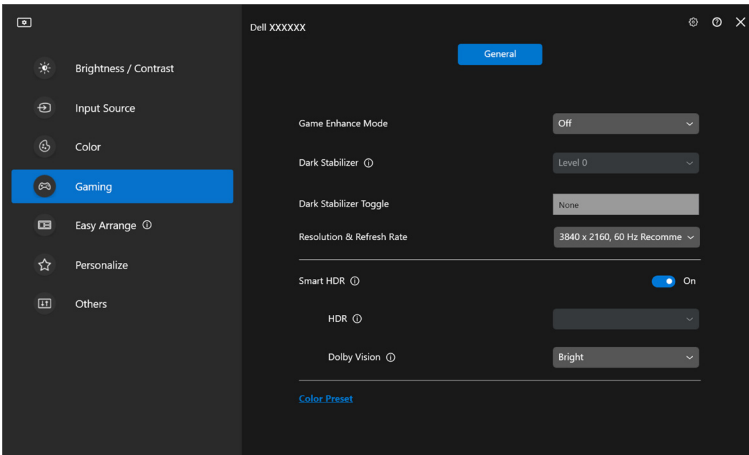 Dell XXXXXX
General
Brightness / Contrast
Input Source
Color
Gaming
Easy Arrange
Personalize
Others
Game Enhance Mode Off
Dark Stabilizer Level 0
Dark Stabilizer Toggle None
Resolution & Refresh Rate 3840 x 2160, 60 Hz Recomme
Smart HDR On
HDR
Dolby Vision Bright
Color Preset